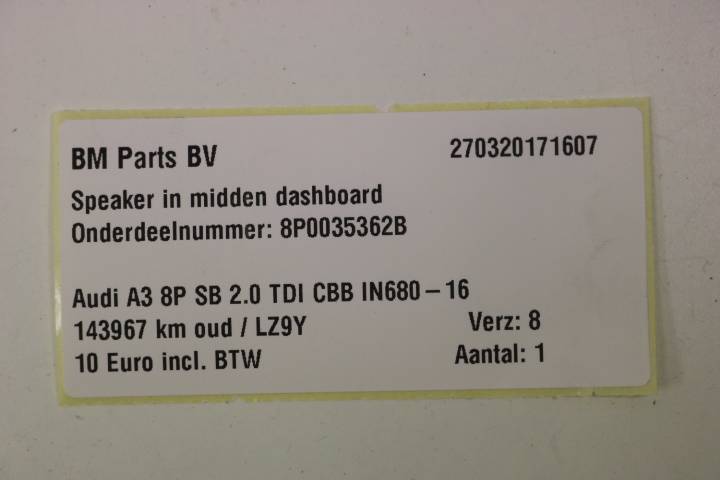 BM Parts BV 270320171607
Speaker in midden dashboard
Onderdeelnummer: 8P0035362B
Audi A3 8P SB 2.0 TDI CBB IN680-16
143967 km oud / LZ9Y Verz: 8
10 Euro incl. BTW Aantal: 1